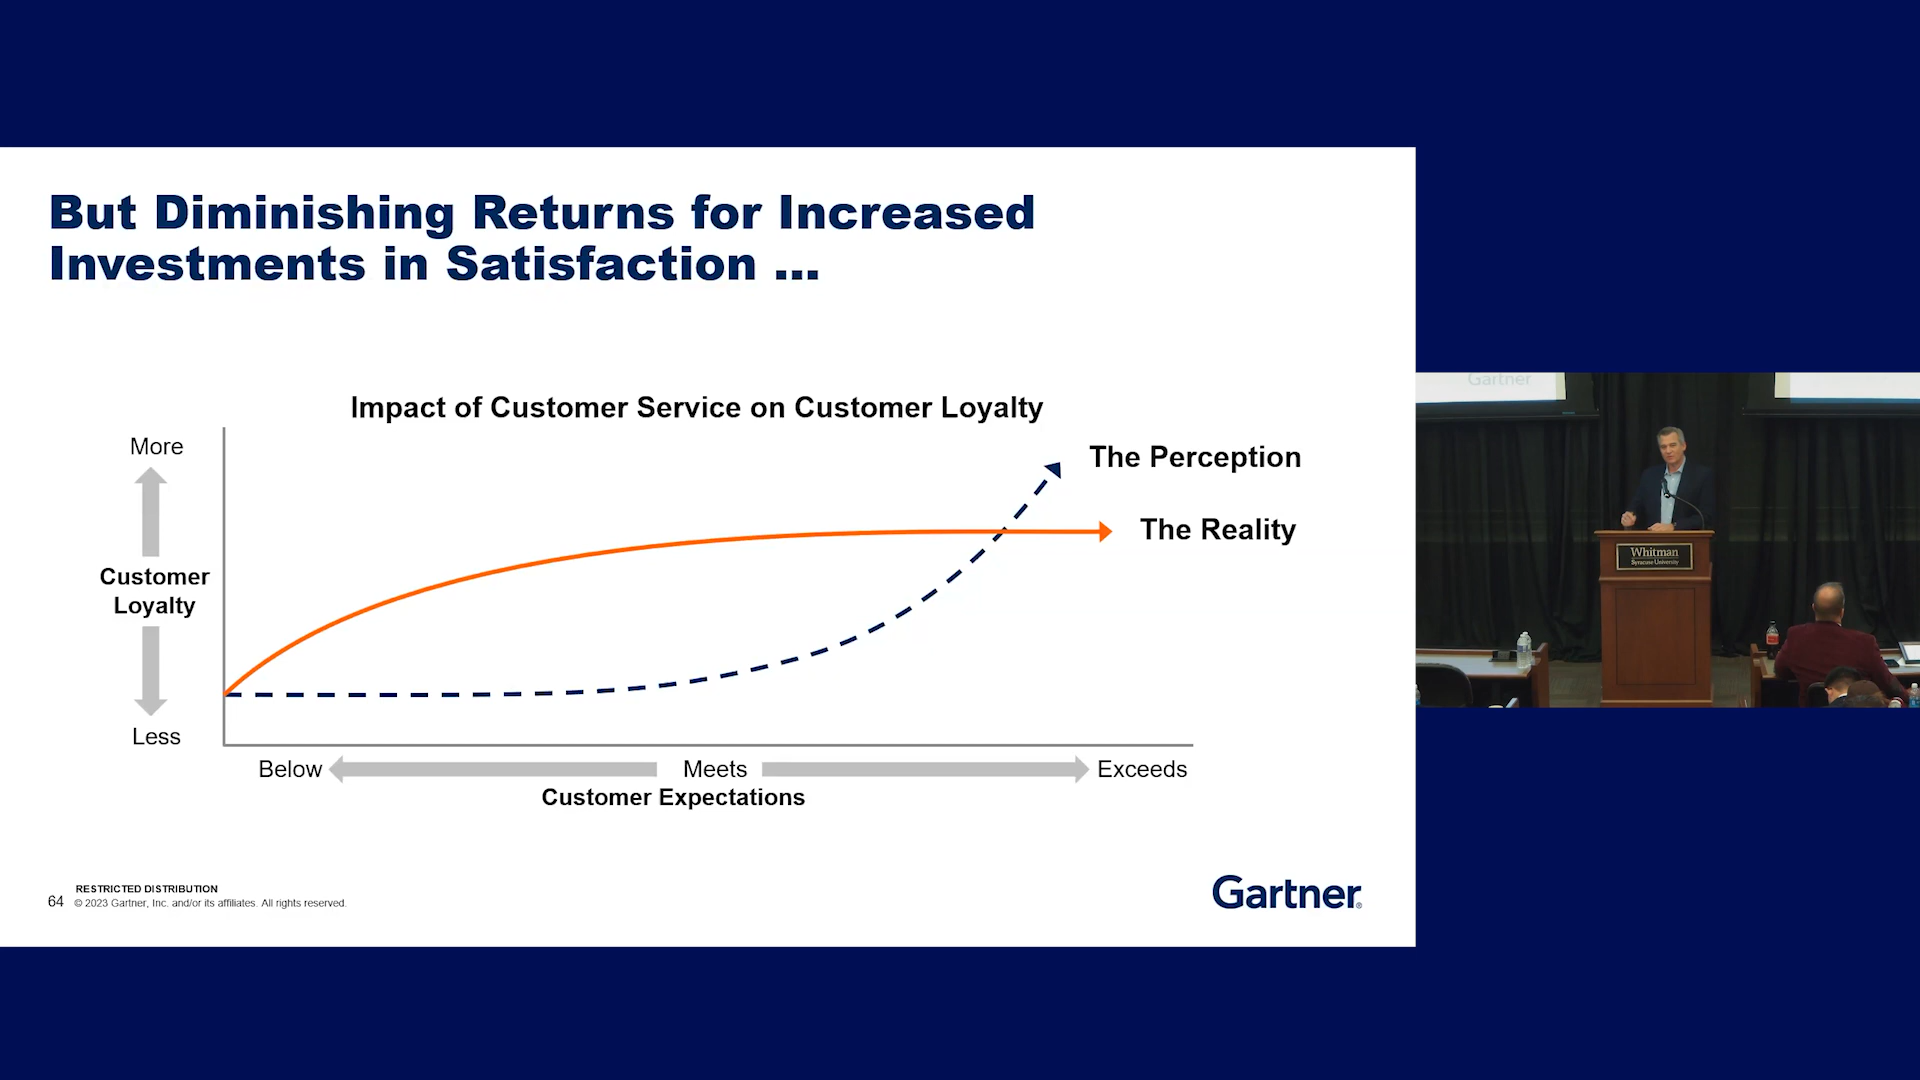 But Diminishing Returns for Increased
Investments in Satisfaction ...
Impact of Customer Service on Customer Loyalty
More
Customer
Loyalty
Less
The Perception
The Reality
Below
Meets
Exceeds
Customer Expectations
64
RESTRICTED DISTRIBUTION
© 2023 Gartner, Inc. and/or its affiliates. All rights reserved.
Gartner®
Gartner
Whitman
Syracuse University